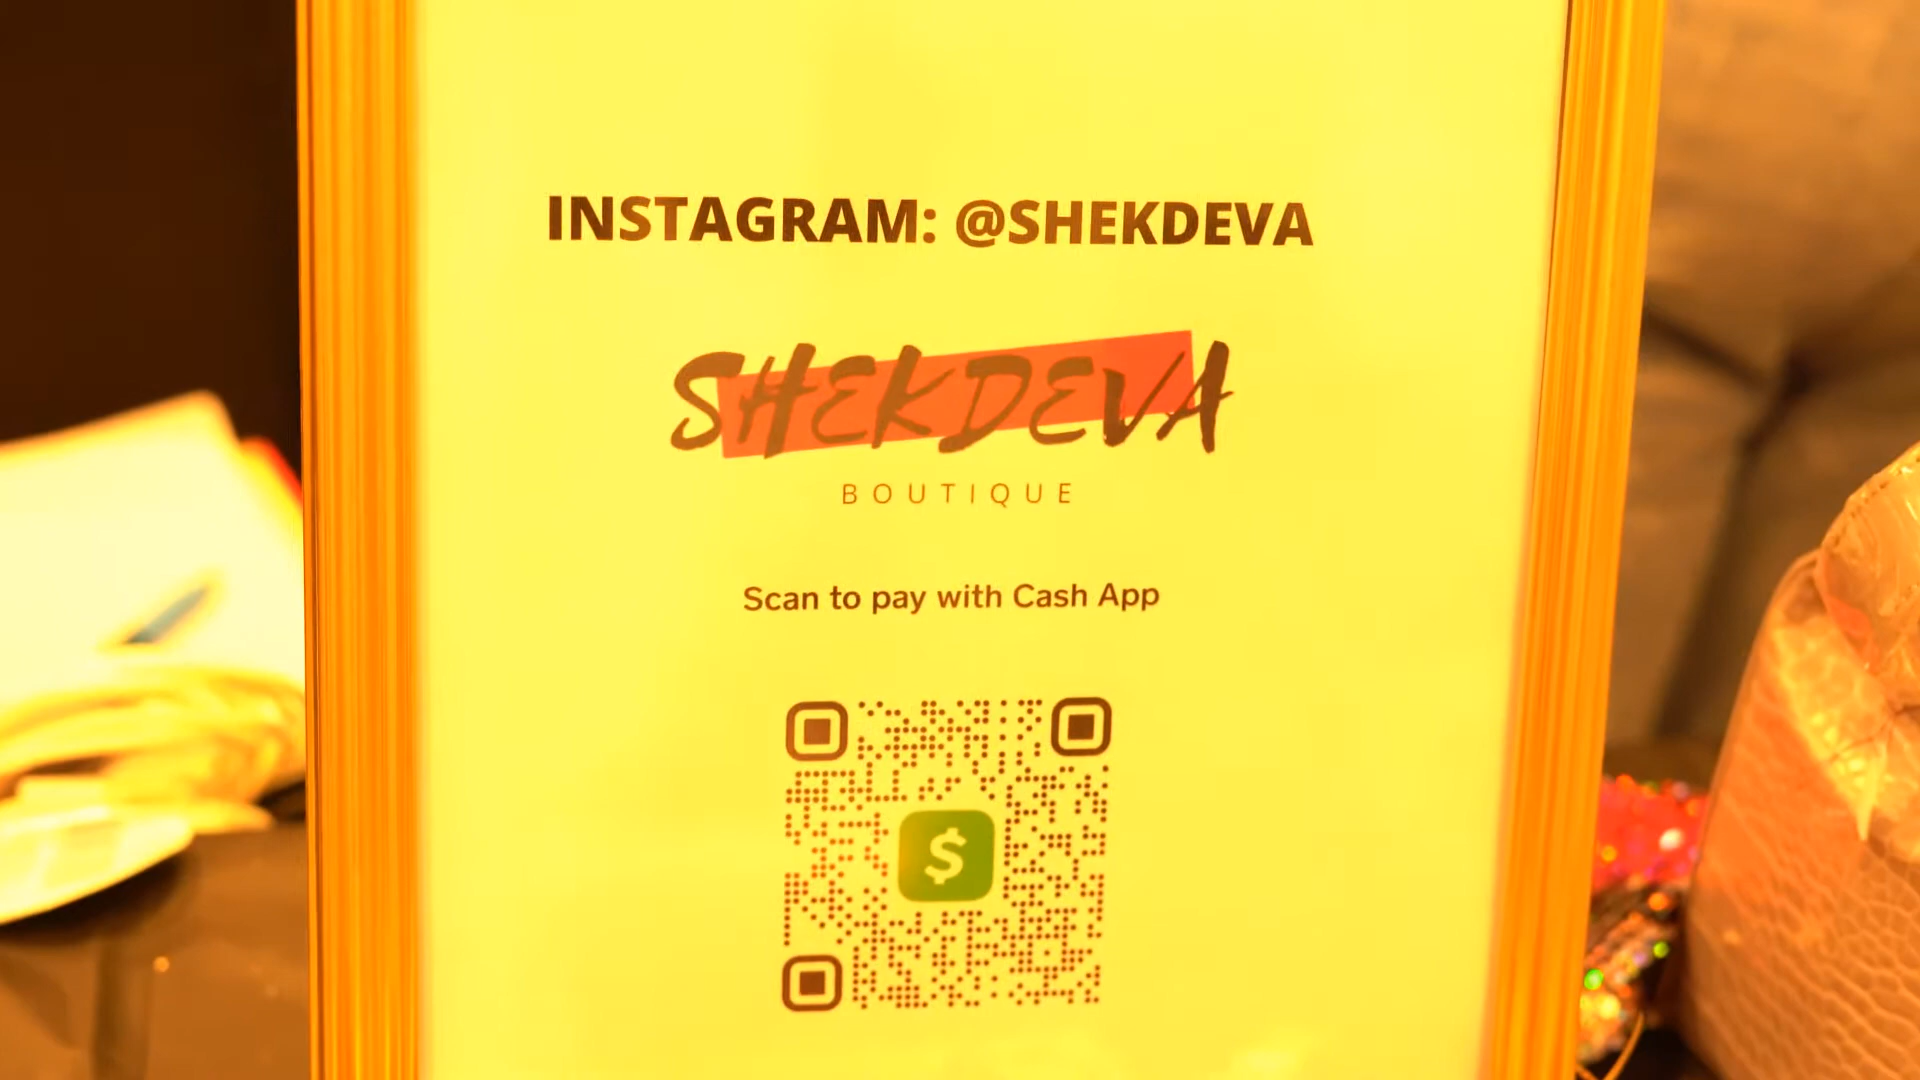 INSTAGRAM: @SHEKDEVA
SHEKDEVA
BOUTIQUE
Scan to pay with Cash App
$